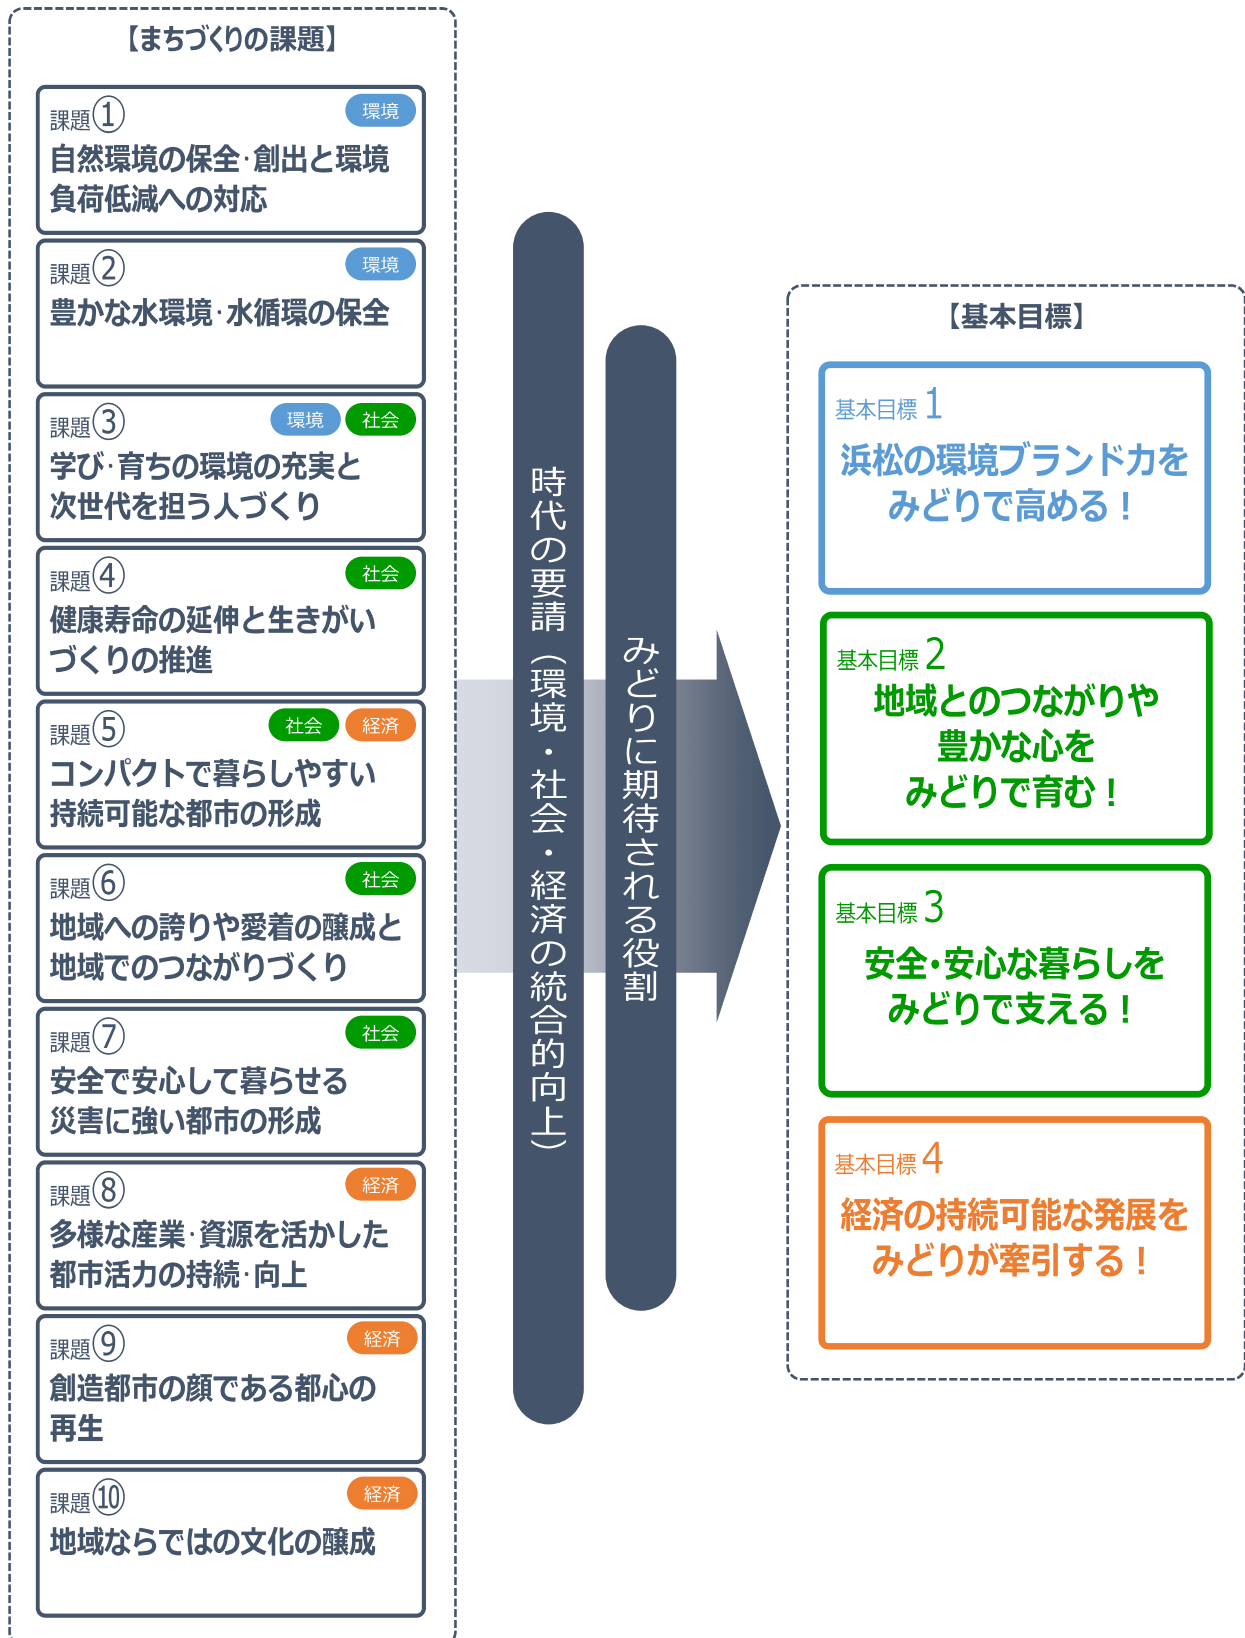 【まちづくりの課題】
課題① 環境
自然環境の保全・創出と環境
負荷低減への対応
課題② 環境
豊かな水環境・水循環の保全
課題③ 環境 社会
学び・育ちの環境の充実と
次世代を担う人づくり
課題④ 社会
健康寿命の延伸と生きがい
づくりの推進
課題⑤ 社会 経済
コンパクトで暮らしやすい
持続可能な都市の形成
課題⑥ 社会
地域への誇りや愛着の醸成と
地域でのつながりづくり
課題⑦ 社会
安全で安心して暮らせる
災害に強い都市の形成
課題⑧ 経済
多様な産業・資源を活かした
都市活力の持続・向上
課題⑨ 経済
創造都市の顔である都心の
再生
課題⑩ 経済
地域ならではの文化の醸成
時代の要請（環境・社会・経済の統合的向上）
みどりに期待される役割
【基本目標】
基本目標 1
浜松の環境ブランド力を
みどりで高める！
基本目標 2
地域とのつながりや
豊かな心を
みどりで育む！
基本目標 3
安全・安心な暮らしを
みどりで支える！
基本目標 4
経済の持続可能な発展を
みどりが牽引する！